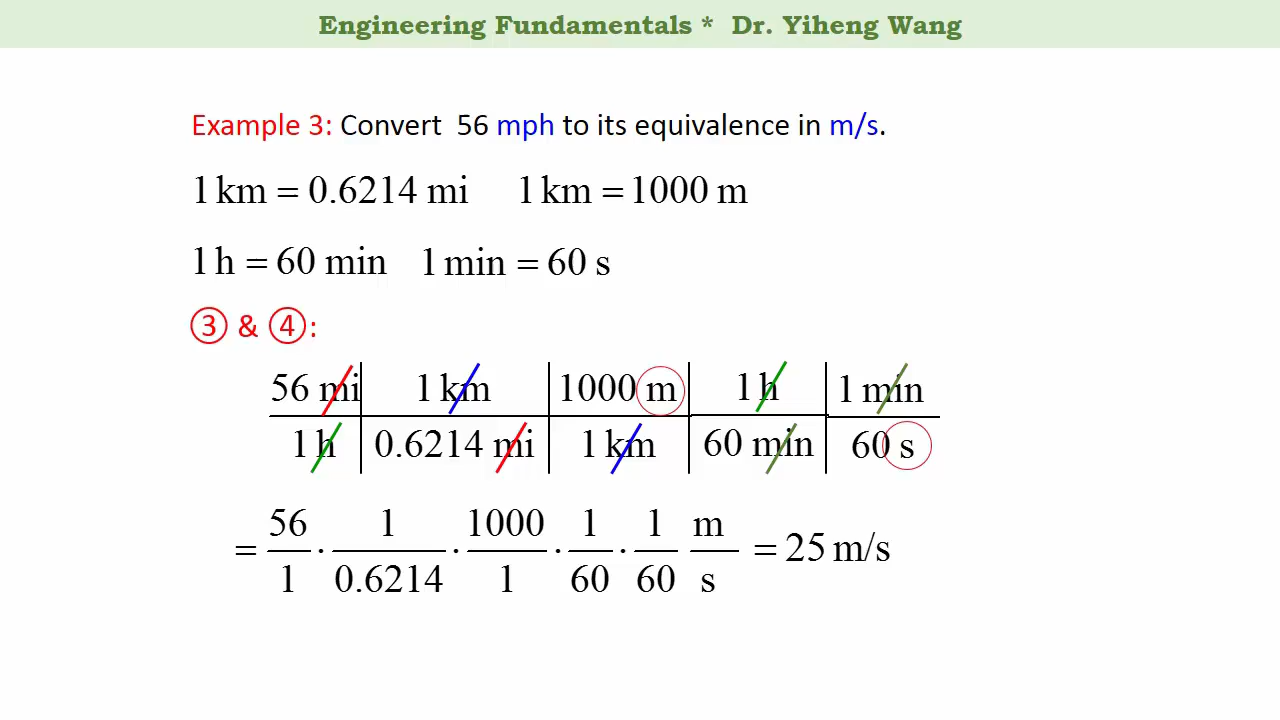 Engineering Fundamentals * Dr. Yiheng Wang
Example 3: Convert 56 mph to its equivalence in m/s.
1 km = 0.6214 mi 1 km = 1000 m
1 h = 60 min 1 min = 60 s
③ & ④:
56 mi 1 km 1000 m 1 h 1 min
1 h 0.6214 mi 1 km 60 min 60 s
= 56/1 · 1/0.6214 · 1000/1 · 1/60 · 1/60 m/s = 25 m/s